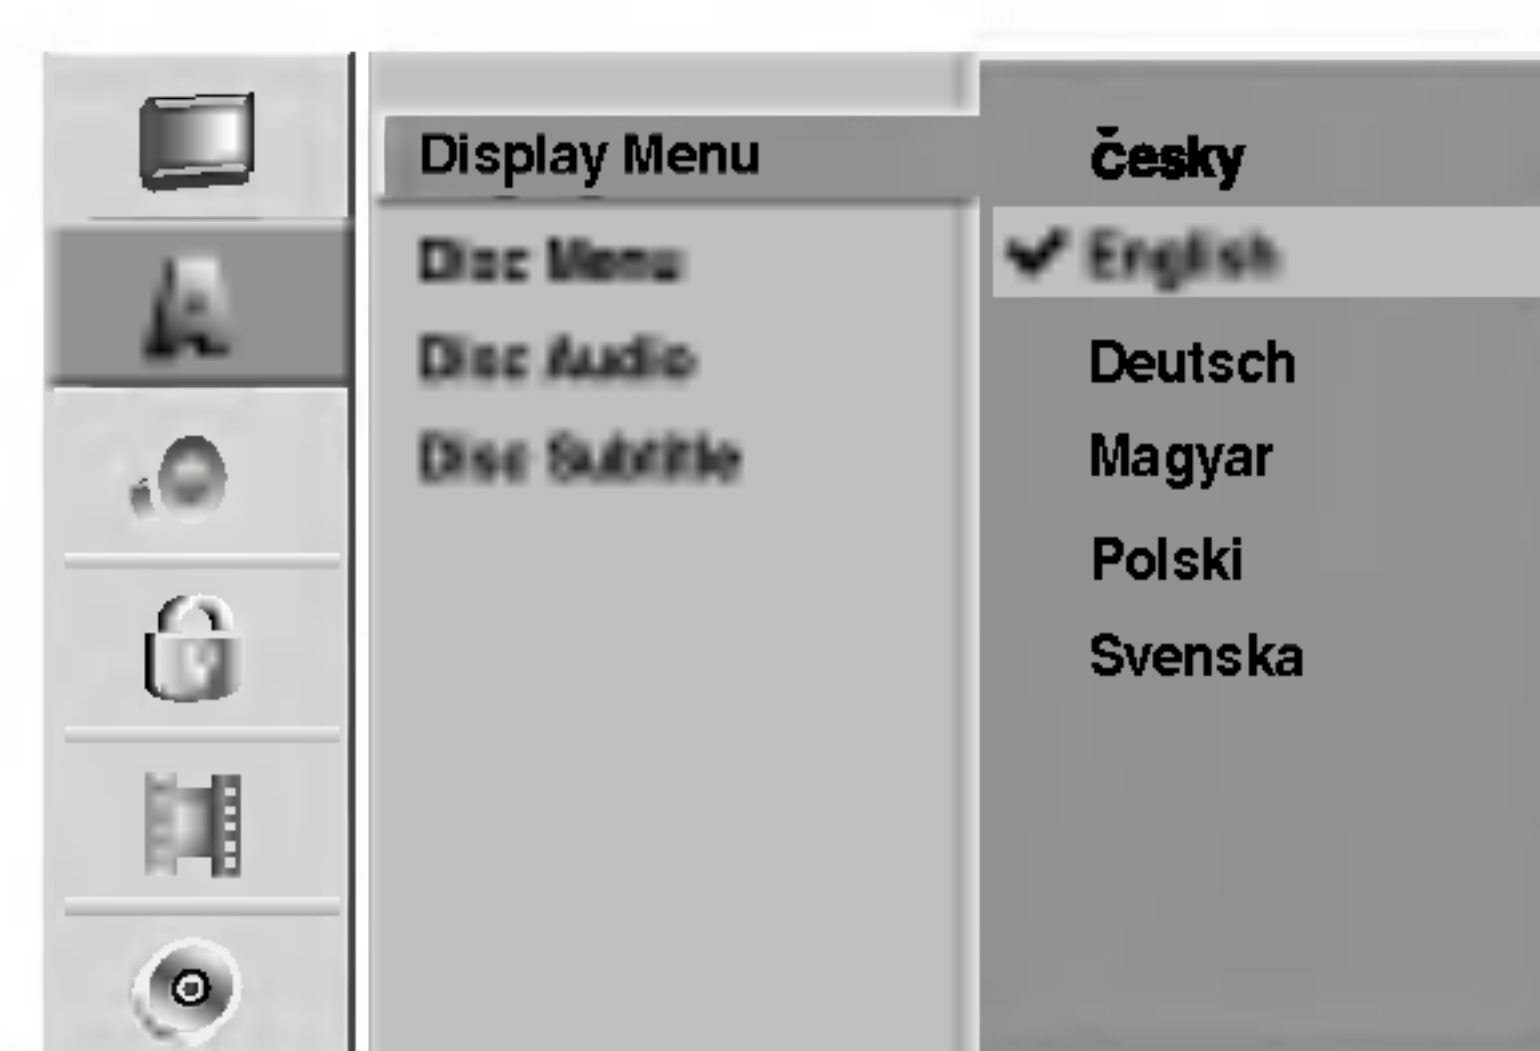 Display Menu
Disc Menu
Disc Audio
Disc Subtitle
česky
English
Deutsch
Magyar
Polski
Svenska